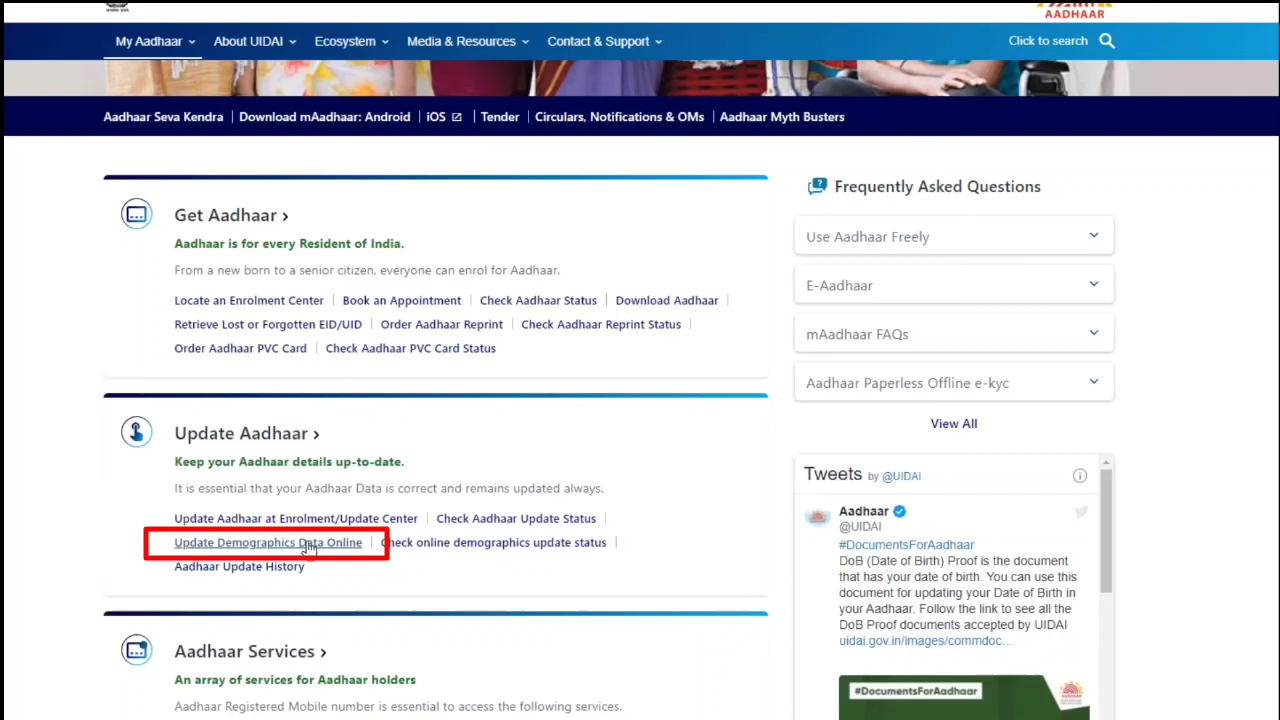 AADHAAR
My Aadhaar About UIDAI Ecosystem Media & Resources Contact & Support Click to search
Aadhaar Seva Kendra Download mAadhaar: Android iOS Tender Circulars, Notifications & OMs Aadhaar Myth Busters
Get Aadhaar
Aadhaar is for every Resident of India.
From a new born to a senior citizen, everyone can enrol for Aadhaar.
Locate an Enrolment Center Book an Appointment Check Aadhaar Status Download Aadhaar
Retrieve Lost or Forgotten EID/UID Order Aadhaar Reprint Check Aadhaar Reprint Status
Order Aadhaar PVC Card Check Aadhaar PVC Card Status
Update Aadhaar
Keep your Aadhaar details up-to-date.
It is essential that your Aadhaar Data is correct and remains updated always.
Update Aadhaar at Enrolment/Update Center Check Aadhaar Update Status
Update Demographics Data Online Check online demographics update status
Aadhaar Update History
Aadhaar Services
An array of services for Aadhaar holders
Aadhaar Registered Mobile number is essential to access the following services.
Frequently Asked Questions
Use Aadhaar Freely
E-Aadhaar
mAadhaar FAQs
Aadhaar Paperless Offline e-kyc
View All
Tweets by @UIDAI
Aadhaar
@UIDAI
#DocumentsForAadhaar
DoB (Date of Birth) Proof is the document
that has your date of birth. You can use this
document for updating your Date of Birth in
your Aadhaar. Follow the link to see all the
DoB Proof documents accepted by UIDAI
uidai.gov.in/images/commdoc…
#DocumentsForAadhaar